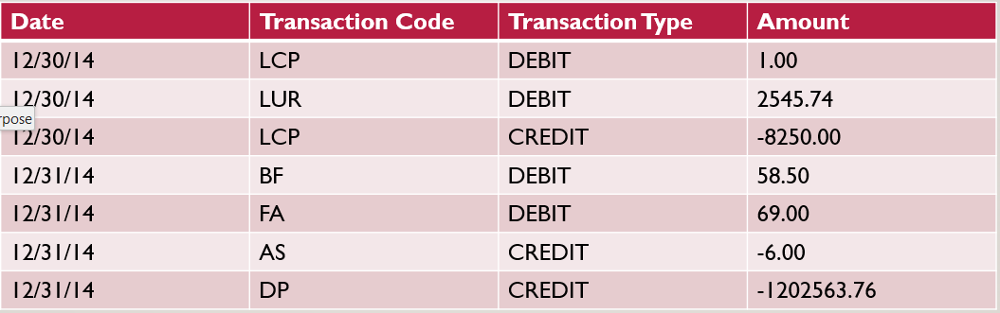 Date Transaction Code Transaction Type Amount
12/30/14 LCP DEBIT 1.00
12/30/14 LUR DEBIT 2545.74
rpose
12/30/14 LCP CREDIT -8250.00
12/31/14 BF DEBIT 58.50
12/31/14 FA DEBIT 69.00
12/31/14 AS CREDIT -6.00
12/31/14 DP CREDIT -1202563.76